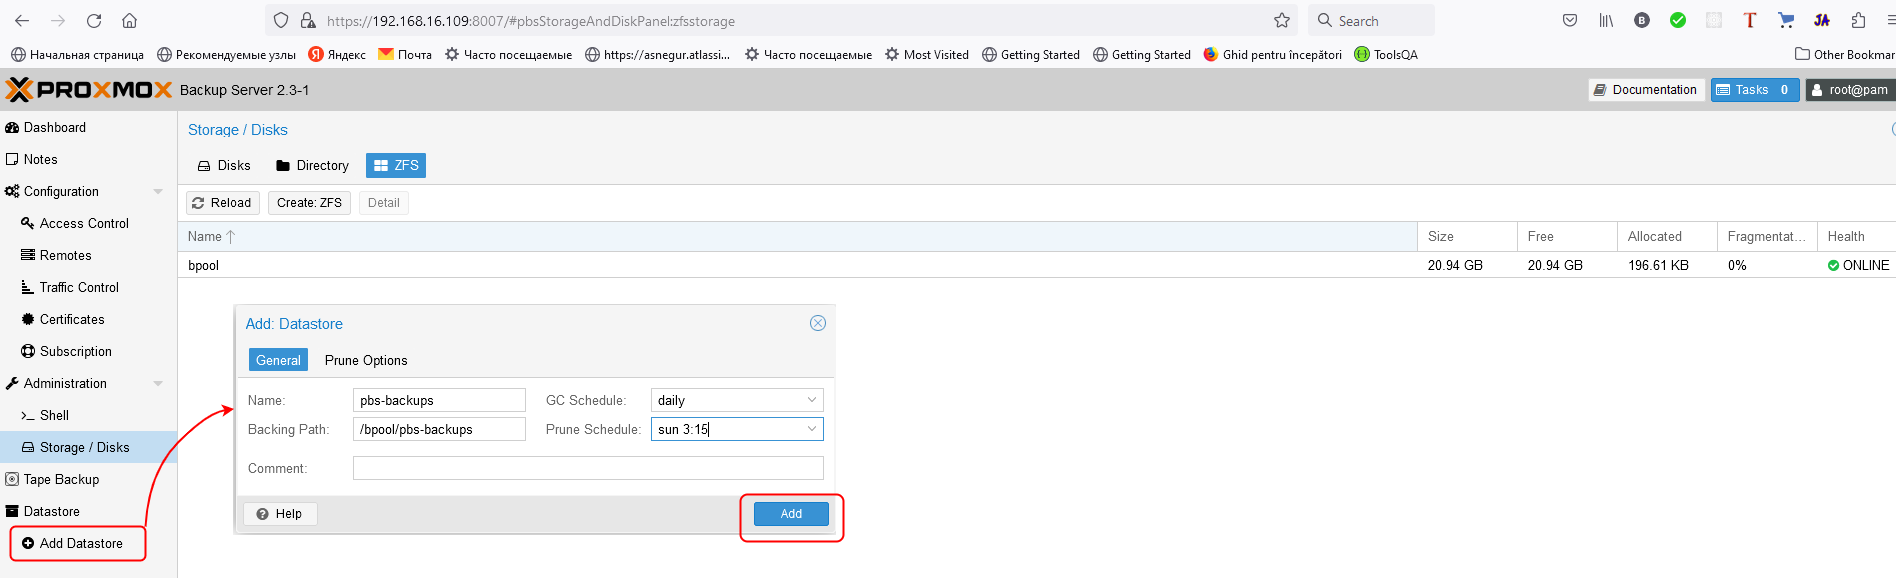 https://192.168.16.109:8007/#pbsStorageAndDiskPanel:zfsstorage
Search
Начальная страница Рекомендуемые узлы Яндекс Почта Часто посещаемые https://asnegur.atlassi... Часто посещаемые Most Visited Getting Started Getting Started Ghid pentru începători ToolsQA Other Bookmar
PROXMOX Backup Server 2.3-1 Documentation Tasks 0 root@pam
Dashboard
Notes
Configuration
Access Control
Remotes
Traffic Control
Certificates
Subscription
Administration
Shell
Storage / Disks
Tape Backup
Datastore
Add Datastore
Storage / Disks
Disks Directory ZFS
Reload Create: ZFS Detail
Name Size Free Allocated Fragmentat... Health
bpool 20.94 GB 20.94 GB 196.61 KB 0% ONLINE
Add: Datastore
General Prune Options
Name: pbs-backups GC Schedule: daily
Backing Path: /bpool/pbs-backups Prune Schedule: sun 3:15
Comment:
Help Add